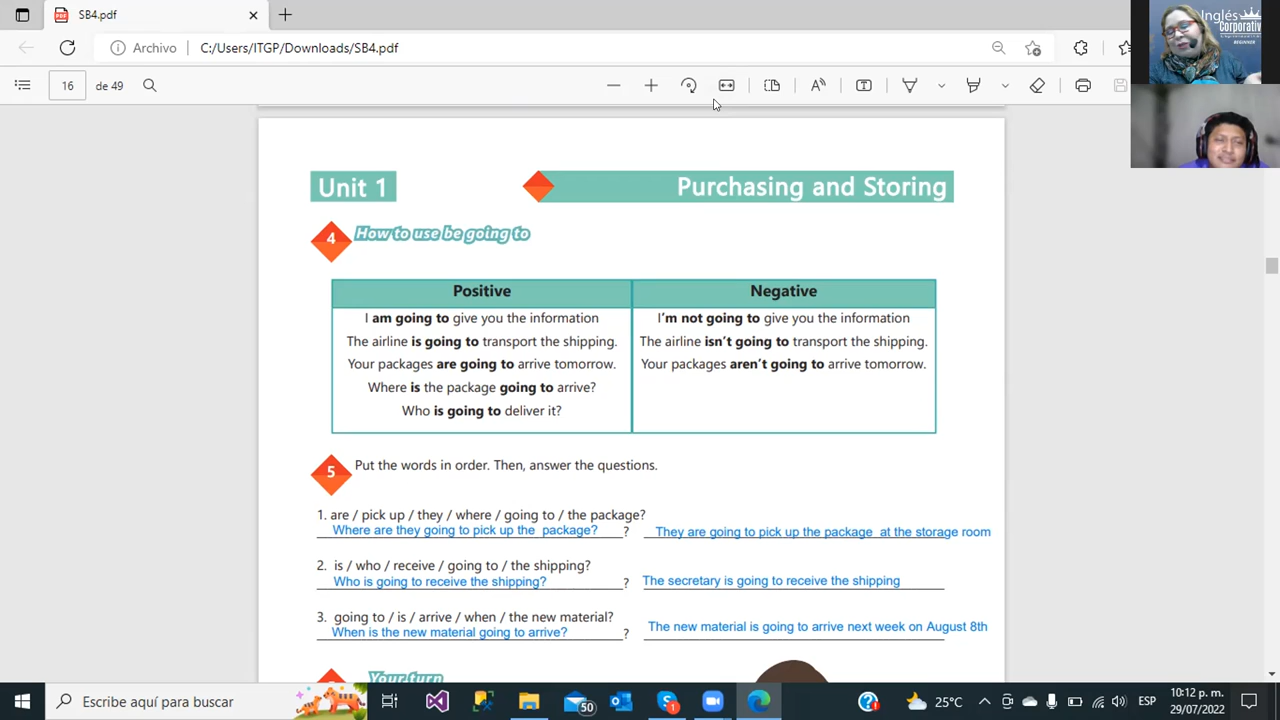 SB4.pdf
Archivo
C:/Users/ITGP/Downloads/SB4.pdf
16
de 49
Inglés
Corporativo
BEGINNER
Unit 1
Purchasing and Storing
4
How to use be going to
Positive
Negative
I am going to give you the information
I'm not going to give you the information
The airline is going to transport the shipping.
The airline isn't going to transport the shipping.
Your packages are going to arrive tomorrow.
Your packages aren't going to arrive tomorrow.
Where is the package going to arrive?
Who is going to deliver it?
5
Put the words in order. Then, answer the questions.
1. are / pick up / they / where / going to / the package?
Where are they going to pick up the package? ?
They are going to pick up the package at the storage room
2. is / who / receive / going to / the shipping?
Who is going to receive the shipping? ?
The secretary is going to receive the shipping
3. going to / is / arrive / when / the new material?
When is the new material going to arrive? ?
The new material is going to arrive next week on August 8th
Your turn
Escribe aquí para buscar
50
25°C
ESP
10:12 p. m.
29/07/2022